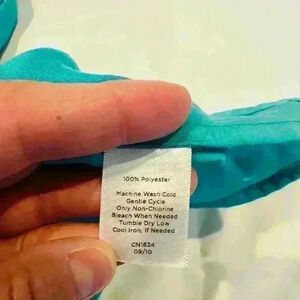 100% Polyester
Machine Wash Cold
Gentle Cycle
Only Non-Chlorine
Bleach When Needed
Tumble Dry Low
Cool Iron, If Needed
CN1624
09/10